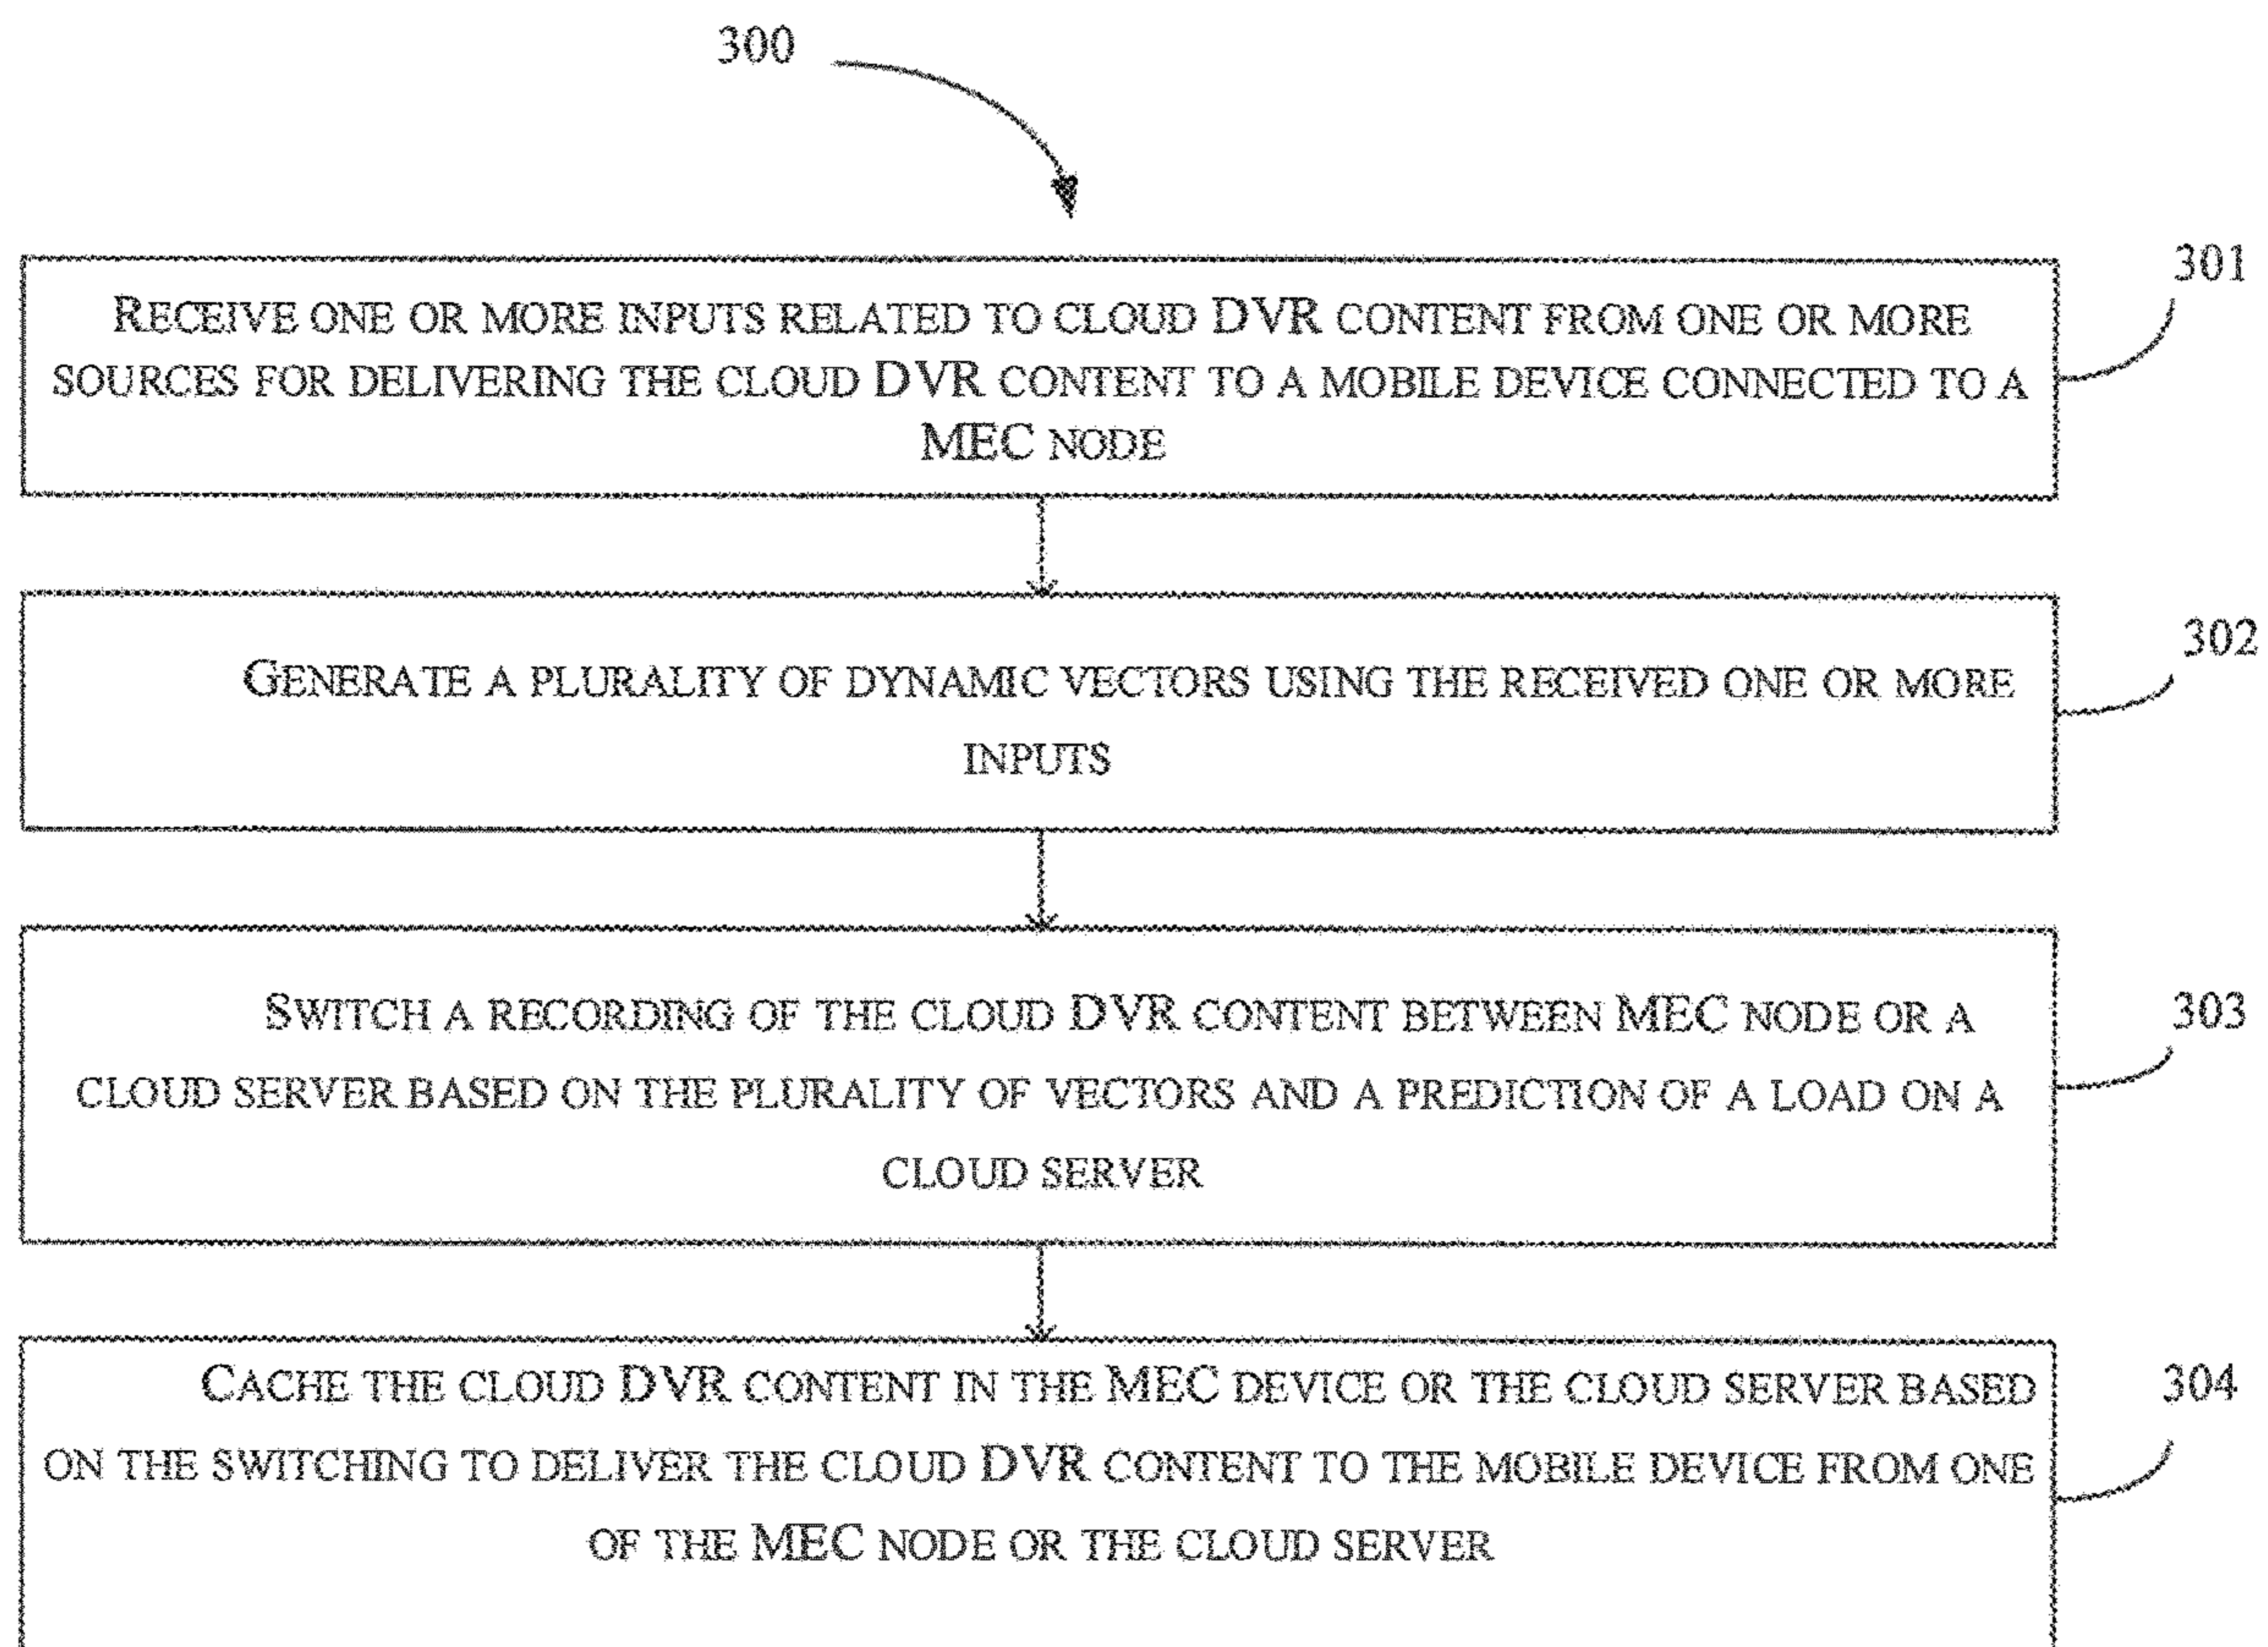 300
301
RECEIVE ONE OR MORE INPUTS RELATED TO CLOUD DVR CONTENT FROM ONE OR MORE
SOURCES FOR DELIVERING THE CLOUD DVR CONTENT TO A MOBILE DEVICE CONNECTED TO A
MEC NODE
302
GENERATE A PLURALITY OF DYNAMIC VECTORS USING THE RECEIVED ONE OR MORE
INPUTS
303
SWITCH A RECORDING OF THE CLOUD DVR CONTENT BETWEEN MEC NODE OR A
CLOUD SERVER BASED ON THE PLURALITY OF VECTORS AND A PREDICTION OF A LOAD ON A
CLOUD SERVER
304
CACHE THE CLOUD DVR CONTENT IN THE MEC DEVICE OR THE CLOUD SERVER BASED
ON THE SWITCHING TO DELIVER THE CLOUD DVR CONTENT TO THE MOBILE DEVICE FROM ONE
OF THE MEC NODE OR THE CLOUD SERVER